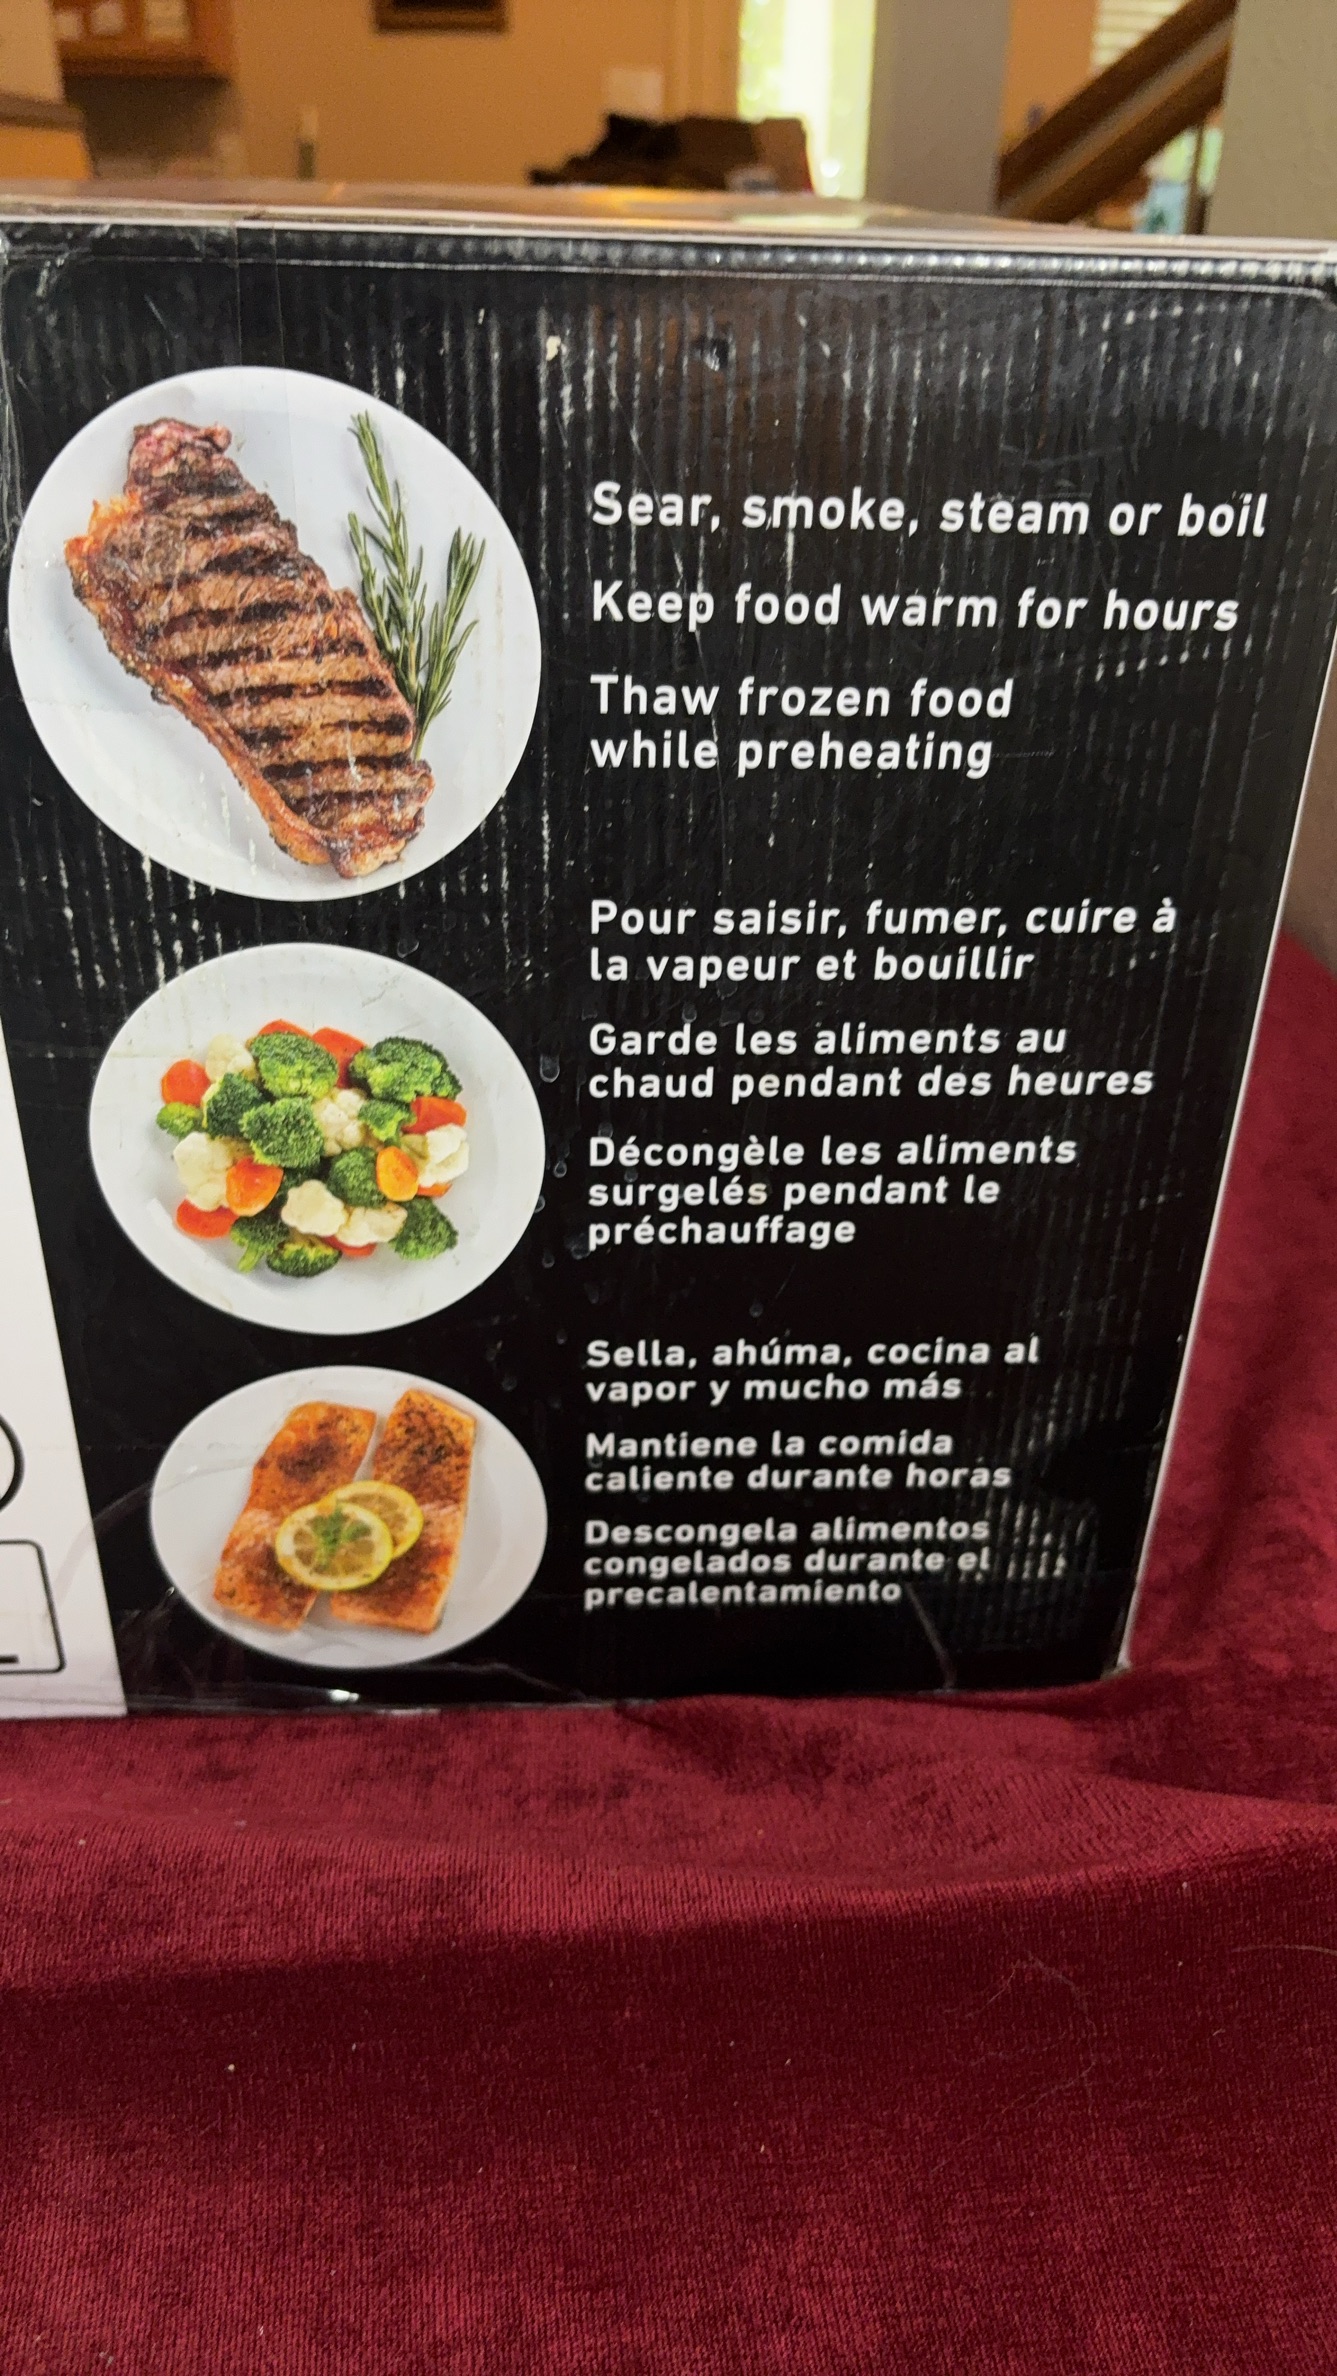 Sear, smoke, steam or boil
Keep food warm for hours
Thaw frozen food
while preheating
Pour saisir, fumer, cuire à
la vapeur et bouillir
Garde les aliments au
chaud pendant des heures
Décongèle les aliments
surgelés pendant le
préchauffage
Sella, ahúma, cocina al
vapor y mucho más
Mantiene la comida
caliente durante horas
Descongela alimentos
congelados durante el
precalentamiento